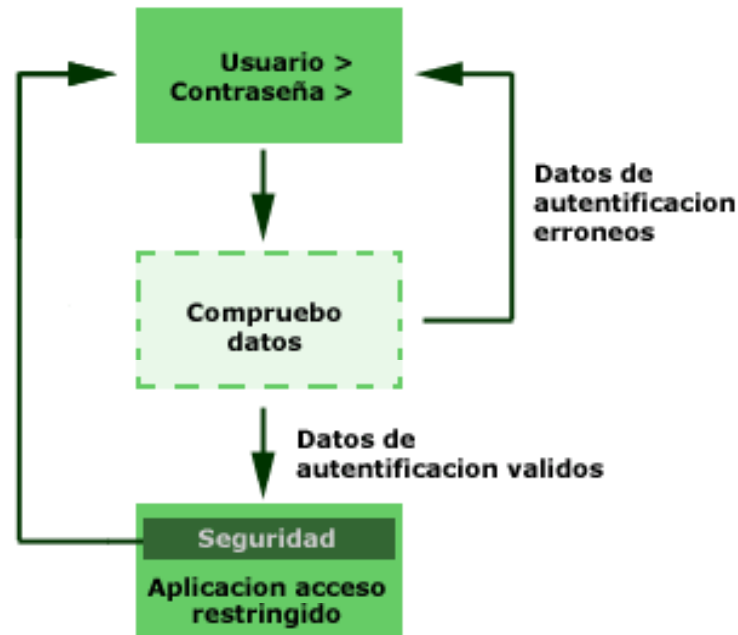 Usuario >
Contraseña >
Datos de
autentificacion
erroneos
Compruebo
datos
Datos de
autentificacion validos
Seguridad
Aplicacion acceso
restringido